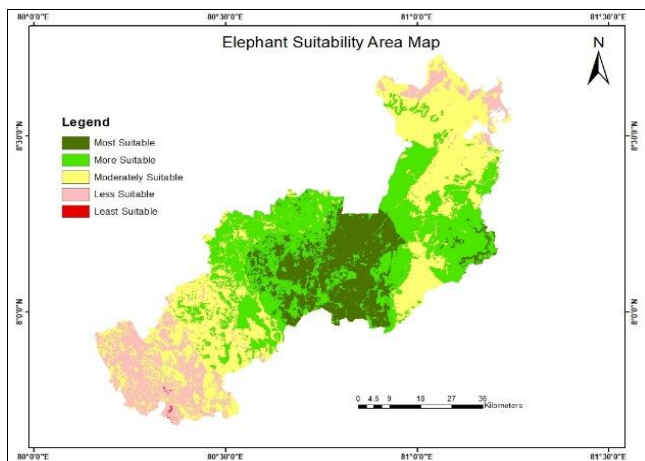 80°0'0"E 80°30'0"E 81°0'0"E 81°30'0"E
Elephant Suitability Area Map
N
Legend
Most Suitable
More Suitable
Moderately Suitable
Less Suitable
Least Suitable
8°30'0"N 8°30'0"N
8°0'0"N 8°0'0"N
0 4.5 9 18 27 36
Kilometers
80°0'0"E 80°30'0"E 81°0'0"E 81°30'0"E